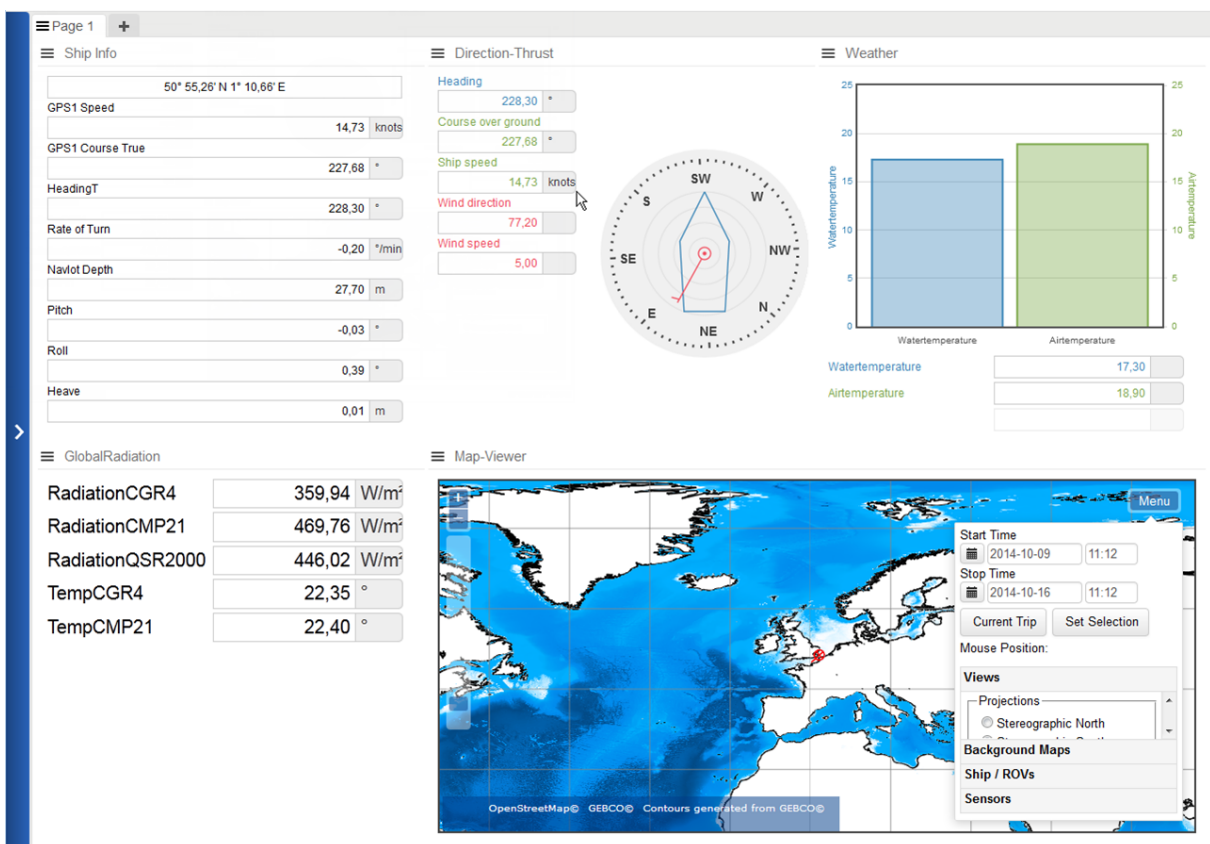 Page 1 +
Ship Info
50° 55,26' N 1° 10,66' E
GPS1 Speed
14,73 knots
GPS1 Course True
227,68 °
HeadingT
228,30 °
Rate of Turn
-0,20 °/min
Navlot Depth
27,70 m
Pitch
-0,03 °
Roll
0,39 °
Heave
0,01 m
Direction-Thrust
Heading
228,30 °
Course over ground
227,68 °
Ship speed
14,73 knots
Wind direction
77,20
Wind speed
5,00
SW
S W
SE NW
E N
NE
Weather
25 25
20 20
15 15
10 10
5 5
0 0
Watertemperature
Airtemperature
Watertemperature Airtemperature
Watertemperature 17,30
Airtemperature 18,90
GlobalRadiation
RadiationCGR4 359,94 W/m²
RadiationCMP21 469,76 W/m²
RadiationQSR2000 446,02 W/m²
TempCGR4 22,35 °
TempCMP21 22,40 °
Map-Viewer
+
Menu
Start Time
2014-10-09 11:12
Stop Time
2014-10-16 11:12
Current Trip Set Selection
Mouse Position:
Views
Projections
Stereographic North
Background Maps
Ship / ROVs
Sensors
OpenStreetMap© GEBCO© Contours generated from GEBCO©